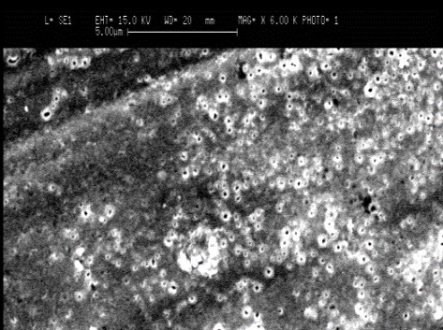 L= SE1 EHT= 15.0 KV WD= 20 mm MAG= X 6.00 K PHOTO= 1
5.00µm